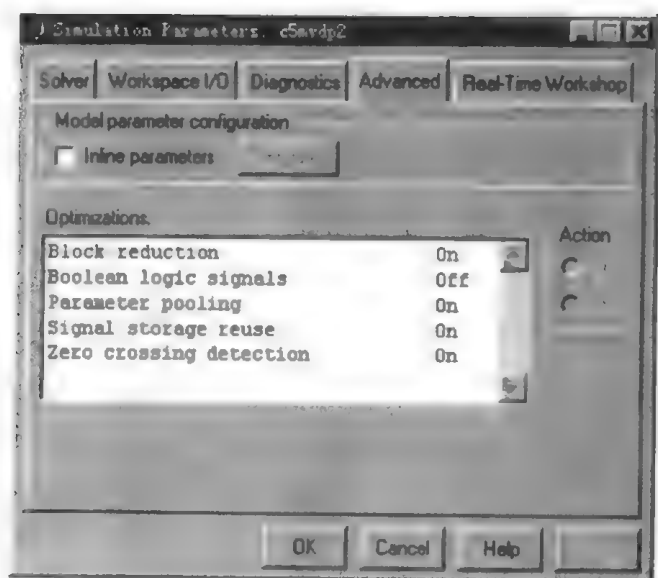 Simulation Parameters: c5mvdp2
Solver Workspace I/O Diagnostics Advanced Real-Time Workshop
Model parameter configuration
Inline parameters
Optimizations:
Action
Block reduction On
Boolean logic signals Off
Parameter pooling On
Signal storage reuse On
Zero crossing detection On
OK Cancel Help